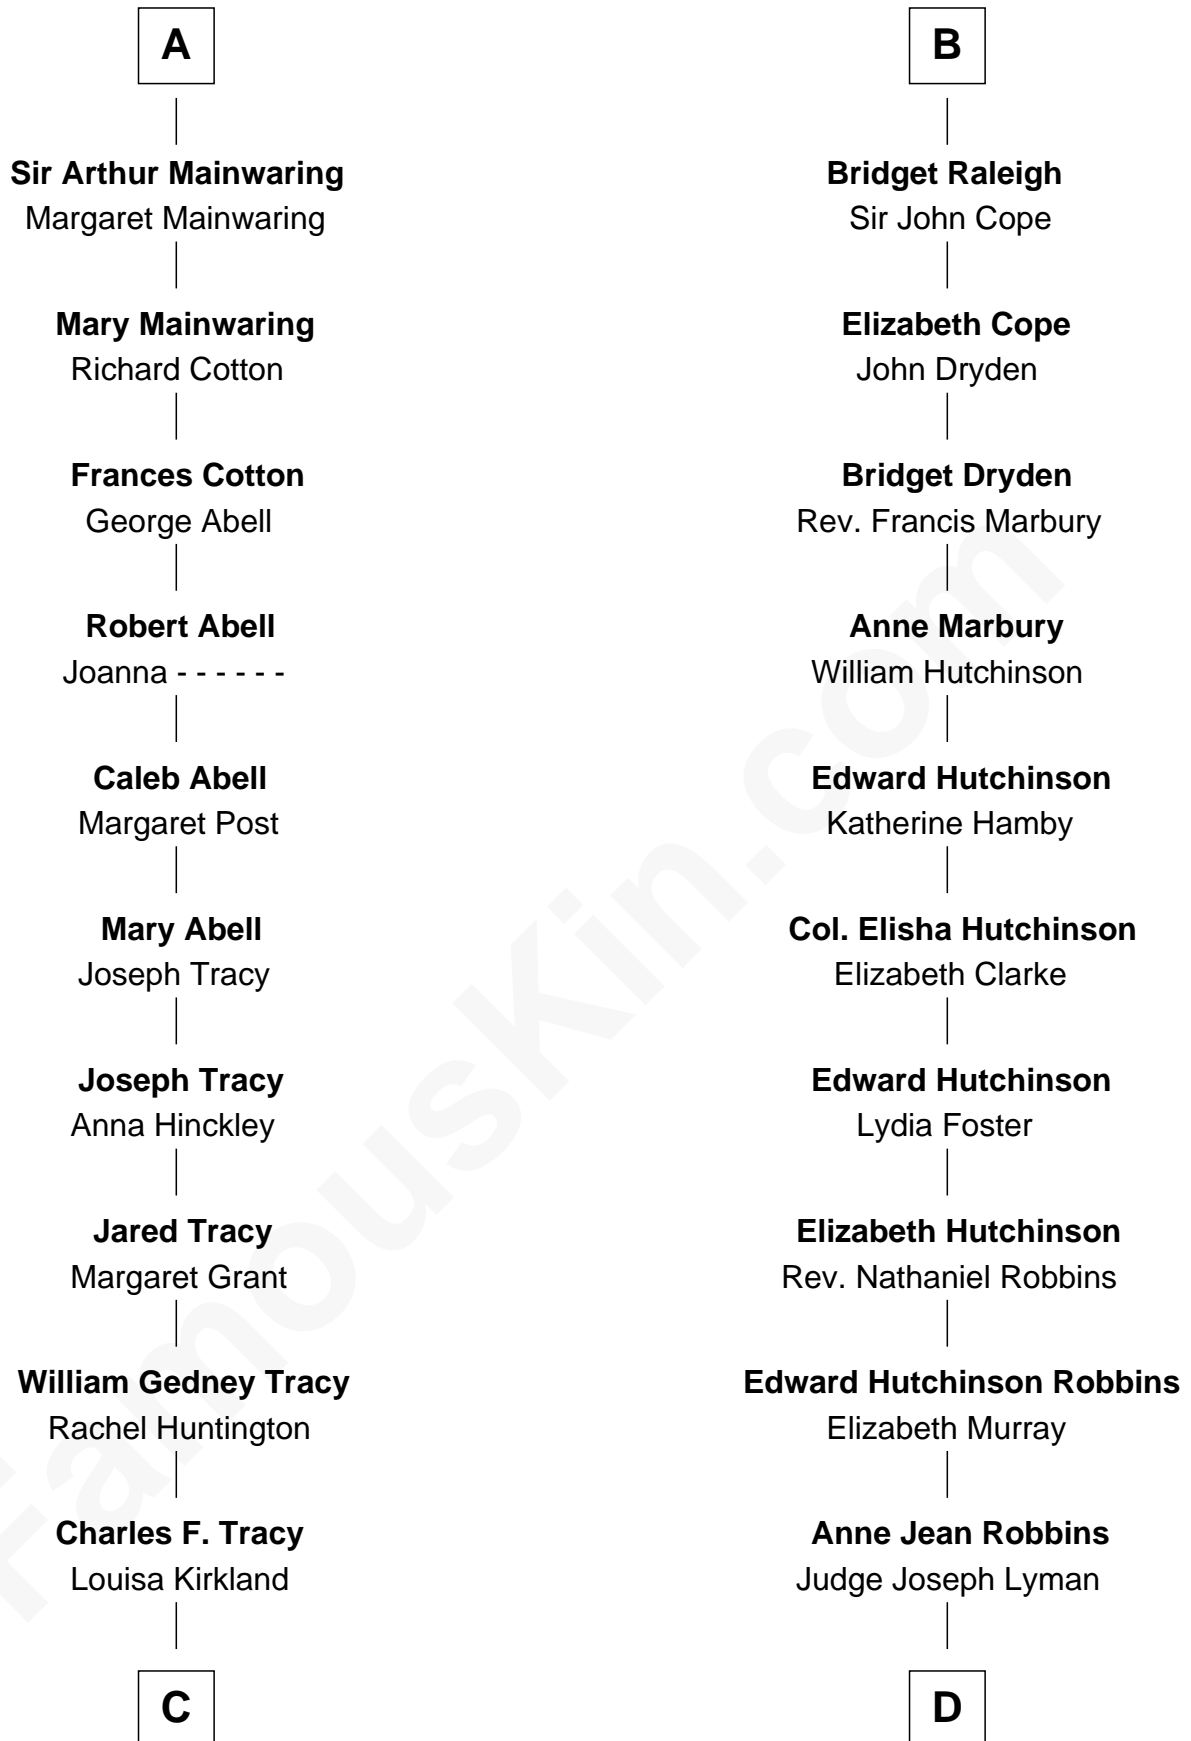 A
Sir Arthur Mainwaring
Margaret Mainwaring
Mary Mainwaring
Richard Cotton
Frances Cotton
George Abell
Robert Abell
Joanna - - - - - -
Caleb Abell
Margaret Post
Mary Abell
Joseph Tracy
Joseph Tracy
Anna Hinckley
Jared Tracy
Margaret Grant
William Gedney Tracy
Rachel Huntington
Charles F. Tracy
Louisa Kirkland
C
B
Bridget Raleigh
Sir John Cope
Elizabeth Cope
John Dryden
Bridget Dryden
Rev. Francis Marbury
Anne Marbury
William Hutchinson
Edward Hutchinson
Katherine Hamby
Col. Elisha Hutchinson
Elizabeth Clarke
Edward Hutchinson
Lydia Foster
Elizabeth Hutchinson
Rev. Nathaniel Robbins
Edward Hutchinson Robbins
Elizabeth Murray
Anne Jean Robbins
Judge Joseph Lyman
D
FamousKin.com